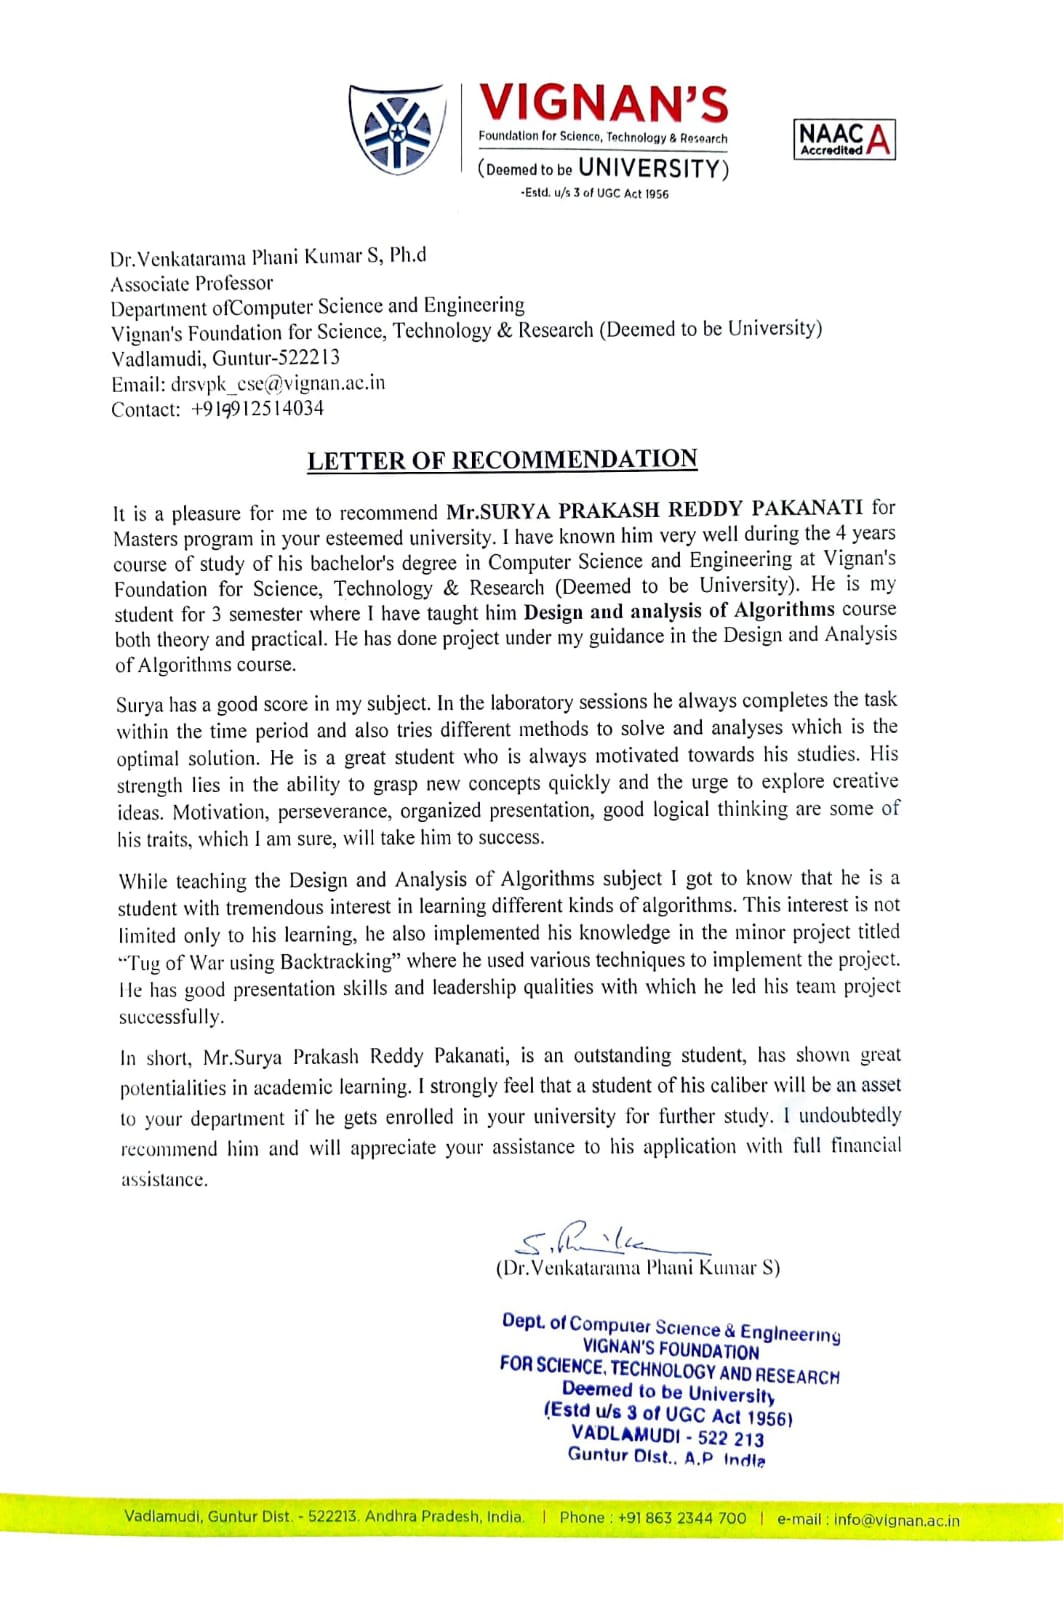 VIGNAN'S
Foundation for Science, Technology & Research
(Deemed to be UNIVERSITY)
-Estd. u/s 3 of UGC Act 1956
NAAC A
Accredited
Dr.Venkatarama Phani Kumar S, Ph.d
Associate Professor
Department ofComputer Science and Engineering
Vignan's Foundation for Science, Technology & Research (Deemed to be University)
Vadlamudi, Guntur-522213
Email: drsvpk_cse@vignan.ac.in
Contact: +919912514034
LETTER OF RECOMMENDATION
It is a pleasure for me to recommend Mr.SURYA PRAKASH REDDY PAKANATI for
Masters program in your esteemed university. I have known him very well during the 4 years
course of study of his bachelor's degree in Computer Science and Engineering at Vignan's
Foundation for Science, Technology & Research (Deemed to be University). He is my
student for 3 semester where I have taught him Design and analysis of Algorithms course
both theory and practical. He has done project under my guidance in the Design and Analysis
of Algorithms course.
Surya has a good score in my subject. In the laboratory sessions he always completes the task
within the time period and also tries different methods to solve and analyses which is the
optimal solution. He is a great student who is always motivated towards his studies. His
strength lies in the ability to grasp new concepts quickly and the urge to explore creative
ideas. Motivation, perseverance, organized presentation, good logical thinking are some of
his traits, which I am sure, will take him to success.
While teaching the Design and Analysis of Algorithms subject I got to know that he is a
student with tremendous interest in learning different kinds of algorithms. This interest is not
limited only to his learning, he also implemented his knowledge in the minor project titled
“Tug of War using Backtracking” where he used various techniques to implement the project.
He has good presentation skills and leadership qualities with which he led his team project
successfully.
In short, Mr.Surya Prakash Reddy Pakanati, is an outstanding student, has shown great
potentialities in academic learning. I strongly feel that a student of his caliber will be an asset
to your department if he gets enrolled in your university for further study. I undoubtedly
recommend him and will appreciate your assistance to his application with full financial
assistance.
(Dr.Venkatarama Phani Kumar S)
Dept. of Computer Science & Engineering
VIGNAN'S FOUNDATION
FOR SCIENCE, TECHNOLOGY AND RESEARCH
Deemed to be University
(Estd u/s 3 of UGC Act 1956)
VADLAMUDI - 522 213
Guntur Dist., A.P India
Vadlamudi, Guntur Dist. - 522213. Andhra Pradesh, India. | Phone : +91 863 2344 700 | e-mail : info@vignan.ac.in